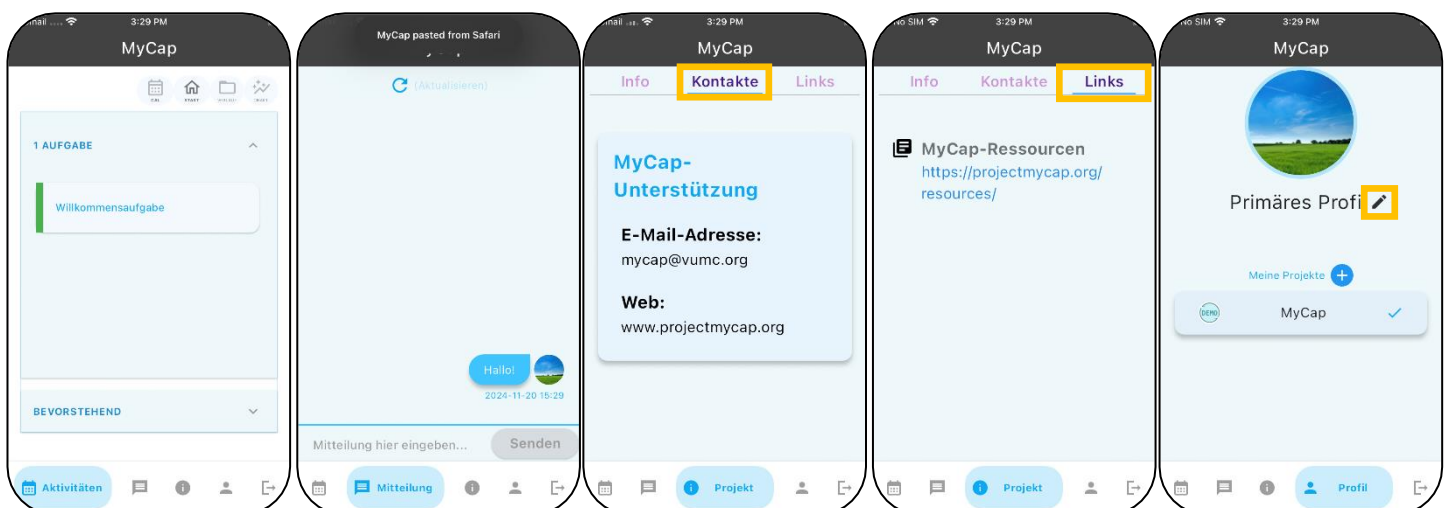 3:29 PM
MyCap
START
1 AUFGABE
Willkommensaufgabe
BEVORSTEHEND
Aktivitäten
MyCap pasted from Safari
(Aktualisieren)
Hallo!
2024-11-20 15:29
Mitteilung hier eingeben...
Senden
Mitteilung
3:29 PM
MyCap
Info
Kontakte
Links
MyCap-
Unterstützung
E-Mail-Adresse:
mycap@vumc.org
Web:
www.projectmycap.org
Projekt
No SIM
3:29 PM
MyCap
Info
Kontakte
Links
MyCap-Ressourcen
https://projectmycap.org/
resources/
Projekt
No SIM
3:29 PM
MyCap
Primäres Profi
Meine Projekte
DEMO
MyCap
Profil